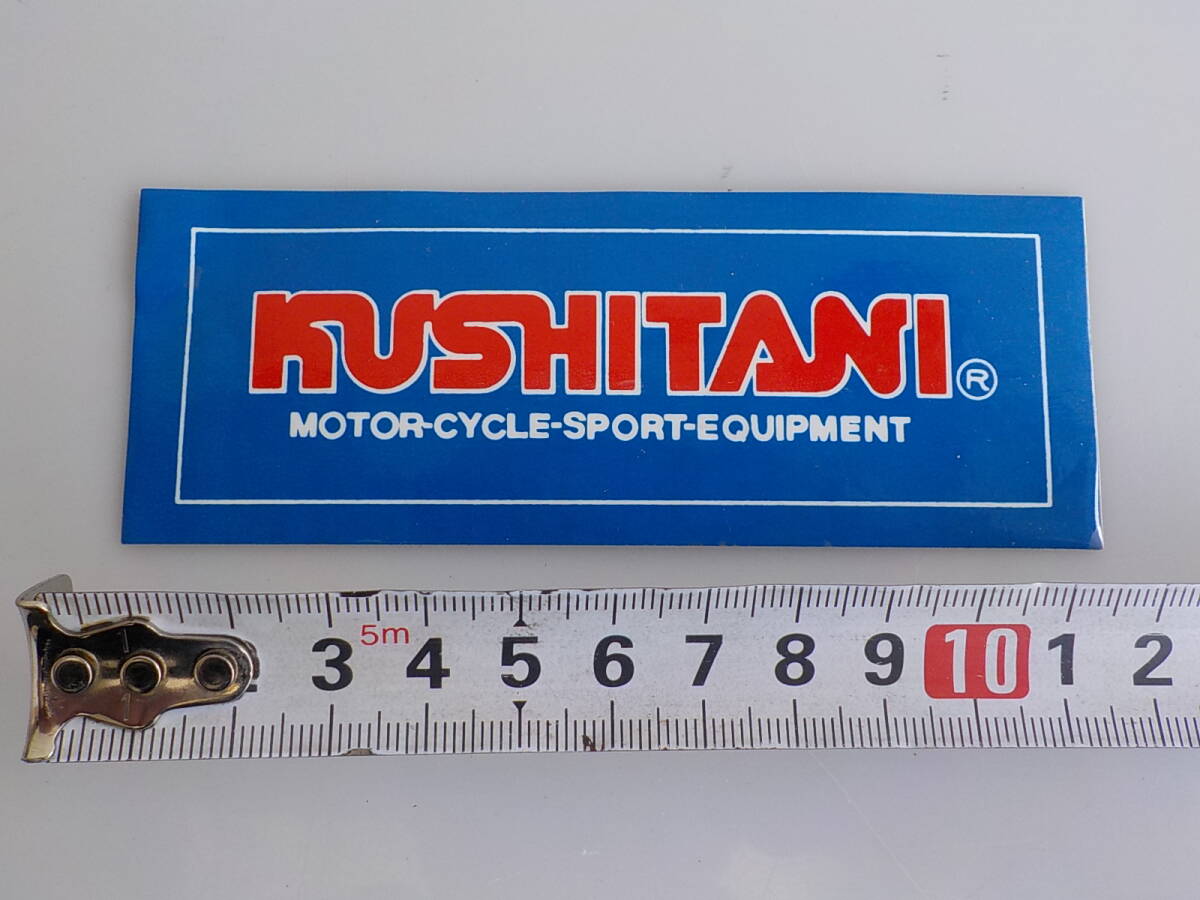 KUSHITANI®
MOTOR-CYCLE-SPORT-EQUIPMENT
3 5m 4 5 6 7 8 9 10 1 2